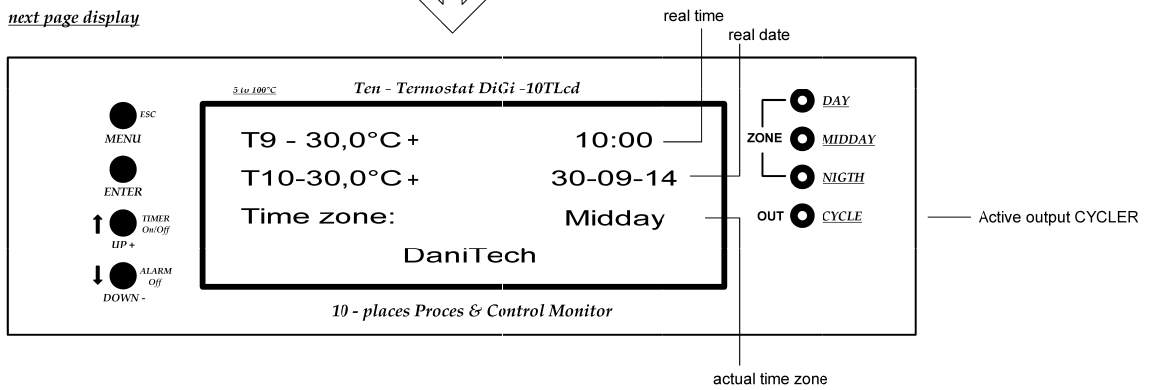 next page display
real time
real date
5 to 100°C
Ten - Termostat DiGi -10TLcd
ESC
MENU
ENTER
TIMER
On/Off
UP +
ALARM
Off
DOWN -
T9 - 30,0°C+ 10:00
T10-30,0°C+ 30-09-14
Time zone: Midday
DaniTech
10 - places Proces & Control Monitor
ZONE
DAY
MIDDAY
NIGTH
OUT CYCLE
Active output CYCLER
actual time zone